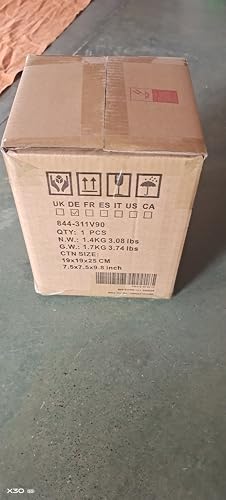 UK DE FR ES IT US CA
844-311V90
QTY: 1 PCS
N.W.: 1.4KG 3.08 lbs
G.W.: 1.7KG 3.74 lbs
CTN SIZE:
19x19x25 CM
7.5x7.5x9.8 inch
X30